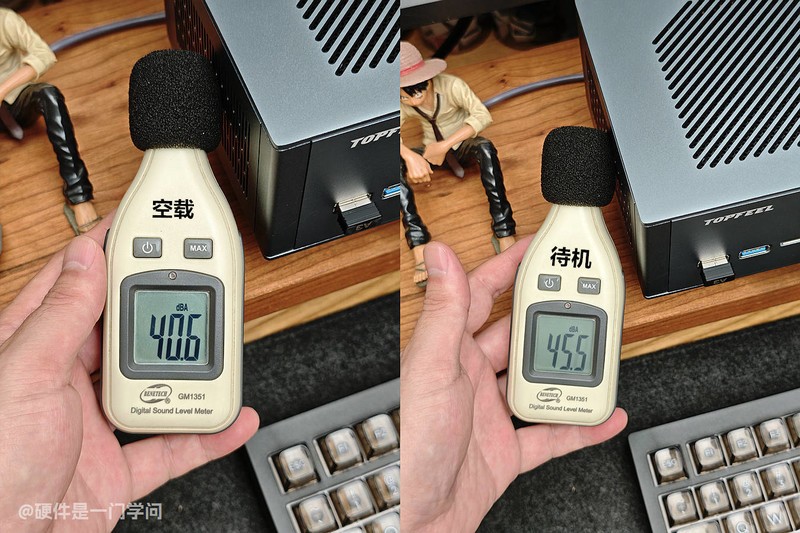 空载
MAX
dBA
40.6
BENETECH
GM1351
Digital Sound Level Meter
TOPF
@硬件是一门学问
待机
MAX
dBA
45.5
BENETECH
GM1351
Digital Sound Level Meter
TOPFEEL